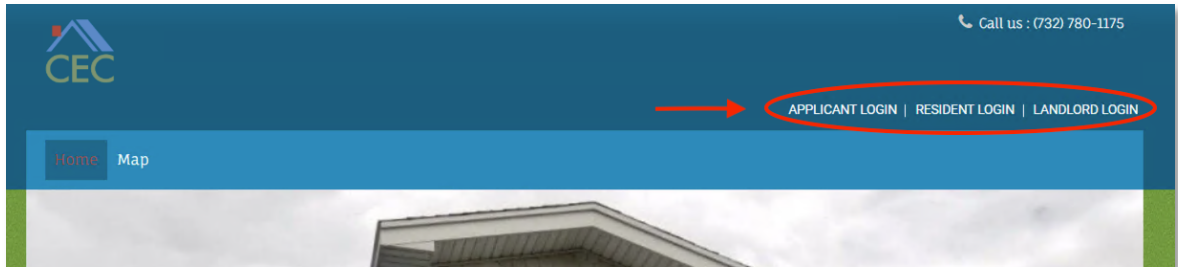 Call us : (732) 780-1175
CEC
APPLICANT LOGIN | RESIDENT LOGIN | LANDLORD LOGIN
Home Map